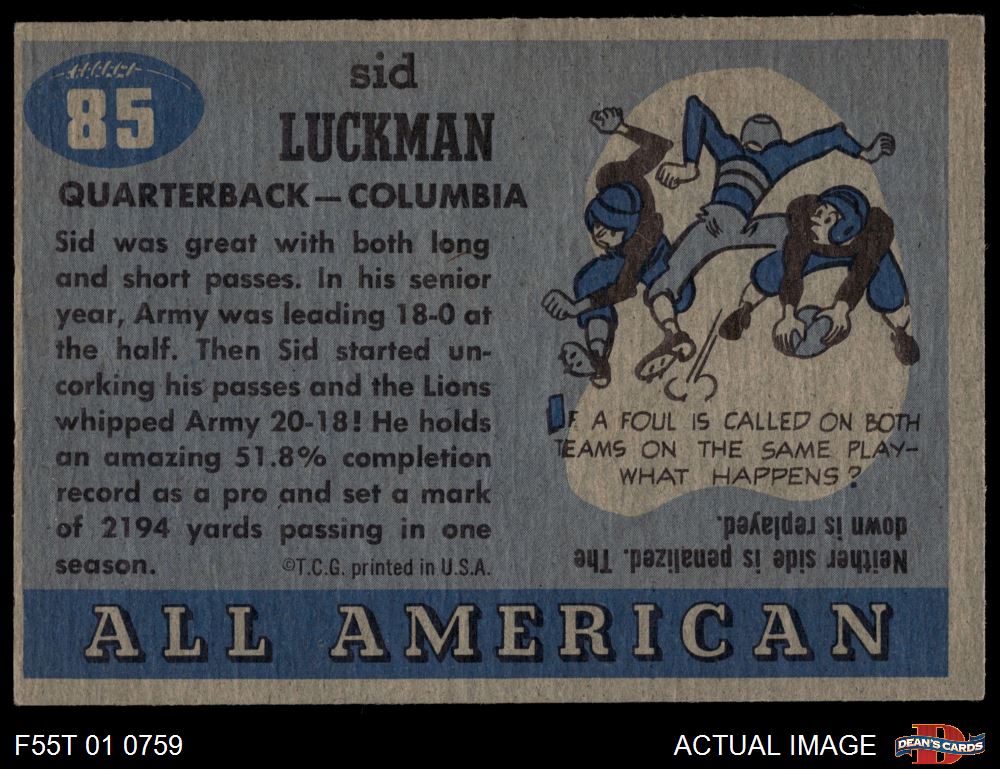 85
sid
LUCKMAN
QUARTERBACK — COLUMBIA
Sid was great with both long
and short passes. In his senior
year, Army was leading 18-0 at
the half. Then Sid started un-
corking his passes and the Lions
whipped Army 20-18! He holds
an amazing 51.8% completion
record as a pro and set a mark
of 2194 yards passing in one
season.
©T.C.G. printed in U.S.A.
IF A FOUL IS CALLED ON BOTH
TEAMS ON THE SAME PLAY—
WHAT HAPPENS?
Neither side is penalized. The
down is replayed.
ALL AMERICAN
F55T 01 0759
ACTUAL IMAGE
D
DEAN'S CARDS